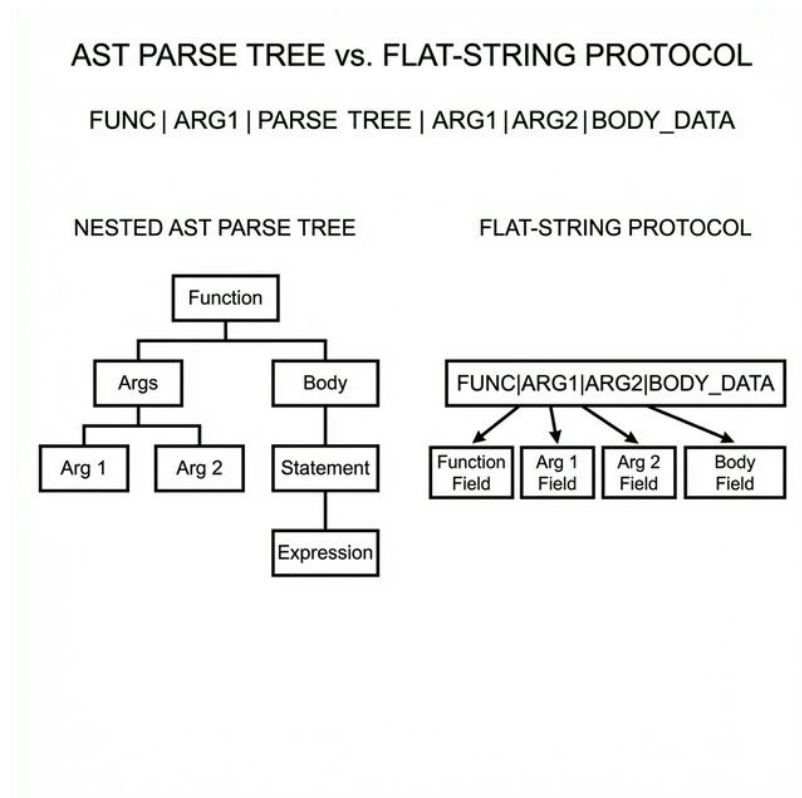 AST PARSE TREE vs. FLAT-STRING PROTOCOL
FUNC | ARG1 | PARSE TREE | ARG1 | ARG2 | BODY_DATA
NESTED AST PARSE TREE
Function
Args
Body
Arg 1
Arg 2
Statement
Expression
FLAT-STRING PROTOCOL
FUNC|ARG1|ARG2|BODY_DATA
Function
Field
Arg 1
Field
Arg 2
Field
Body
Field